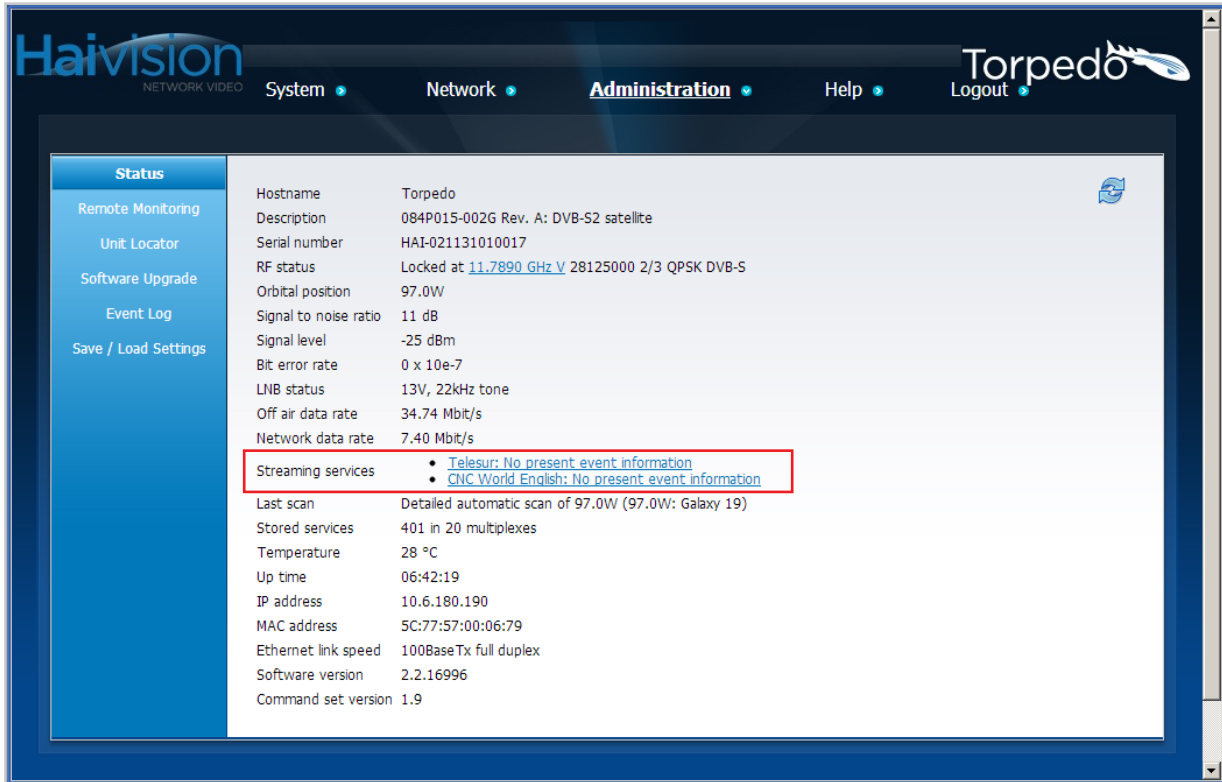 Haivision
NETWORK VIDEO
Torpedo
System
Network
Administration
Help
Logout
Status
Remote Monitoring
Unit Locator
Software Upgrade
Event Log
Save / Load Settings
Hostname Torpedo
Description 084P015-002G Rev. A: DVB-S2 satellite
Serial number HAI-021131010017
RF status Locked at 11.7890 GHz V 28125000 2/3 QPSK DVB-S
Orbital position 97.0W
Signal to noise ratio 11 dB
Signal level -25 dBm
Bit error rate 0 x 10e-7
LNB status 13V, 22kHz tone
Off air data rate 34.74 Mbit/s
Network data rate 7.40 Mbit/s
Streaming services
• Telesur: No present event information
• CNC World English: No present event information
Last scan Detailed automatic scan of 97.0W (97.0W: Galaxy 19)
Stored services 401 in 20 multiplexes
Temperature 28 °C
Up time 06:42:19
IP address 10.6.180.190
MAC address 5C:77:57:00:06:79
Ethernet link speed 100BaseTx full duplex
Software version 2.2.16996
Command set version 1.9